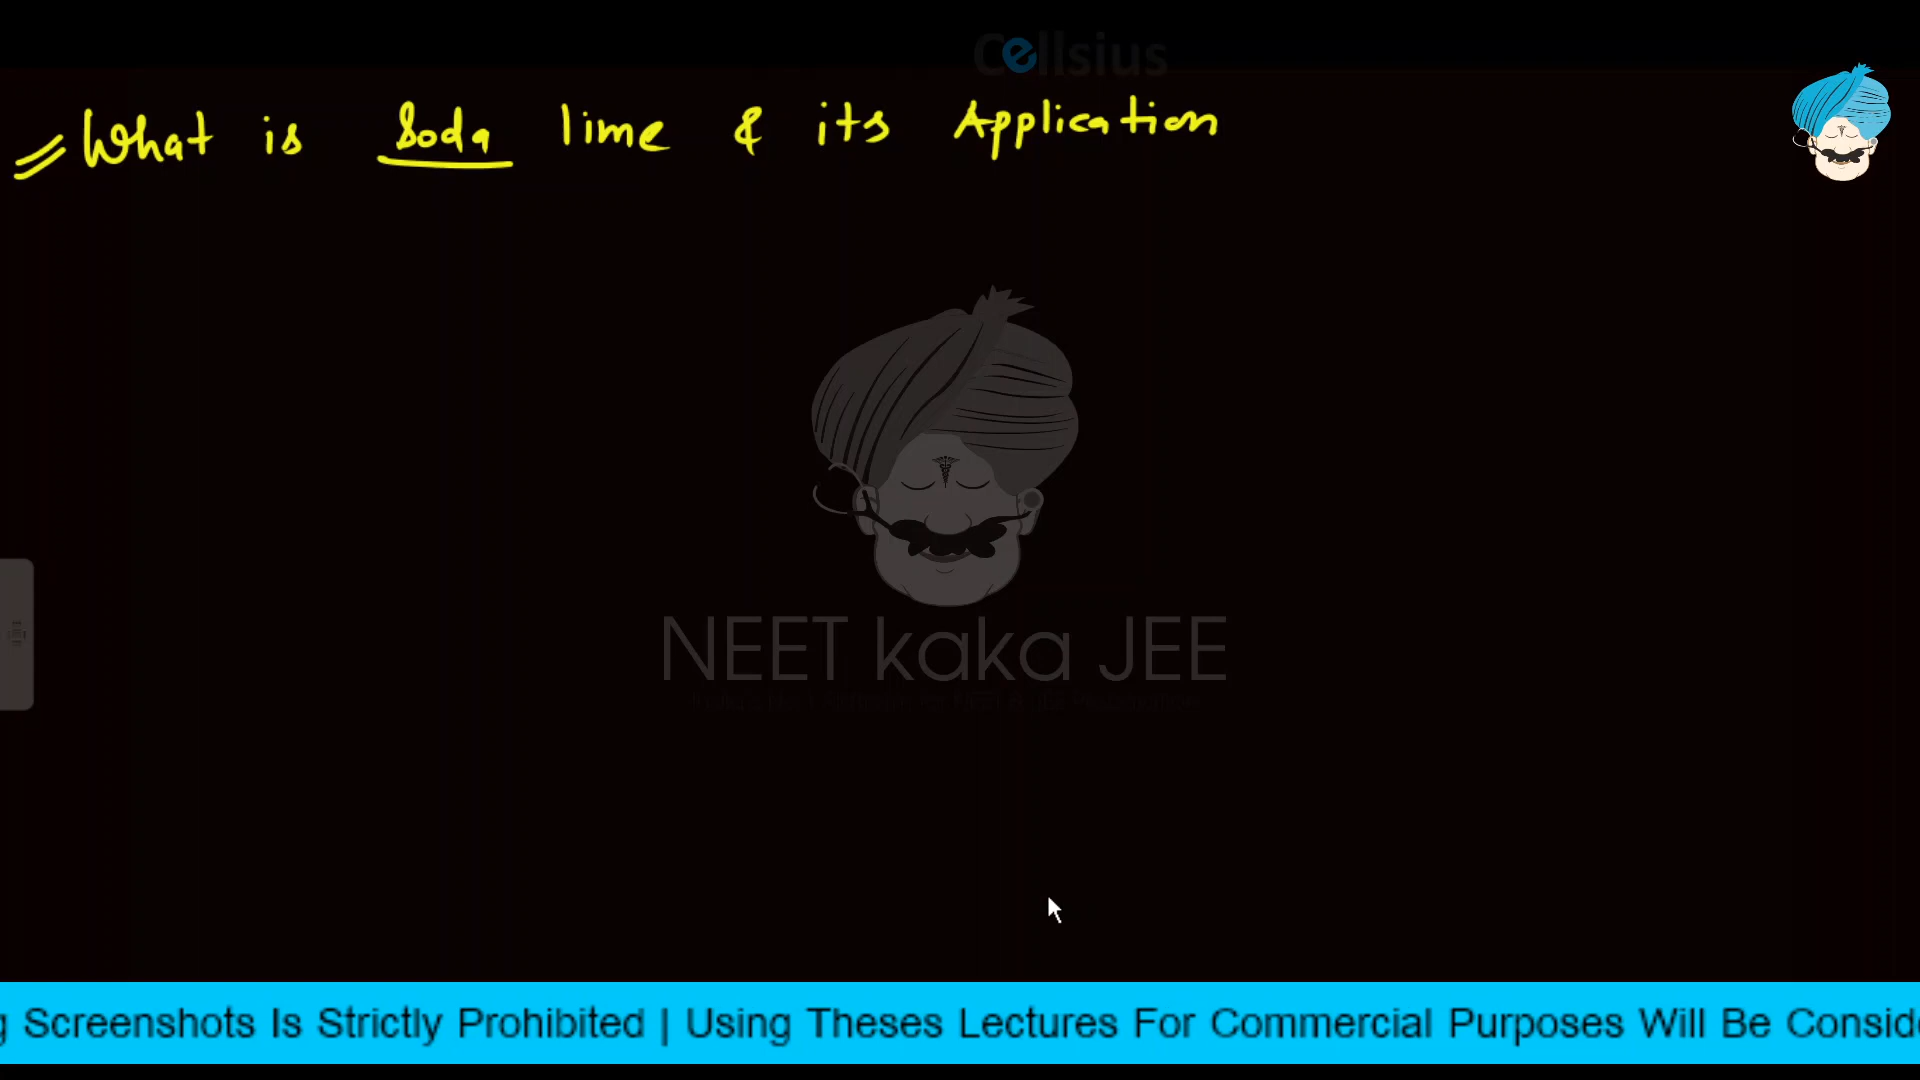 Cellsius
What is Soda lime & its Application
NEET kaka JEE
g Screenshots Is Strictly Prohibited | Using Theses Lectures For Commercial Purposes Will Be Conside